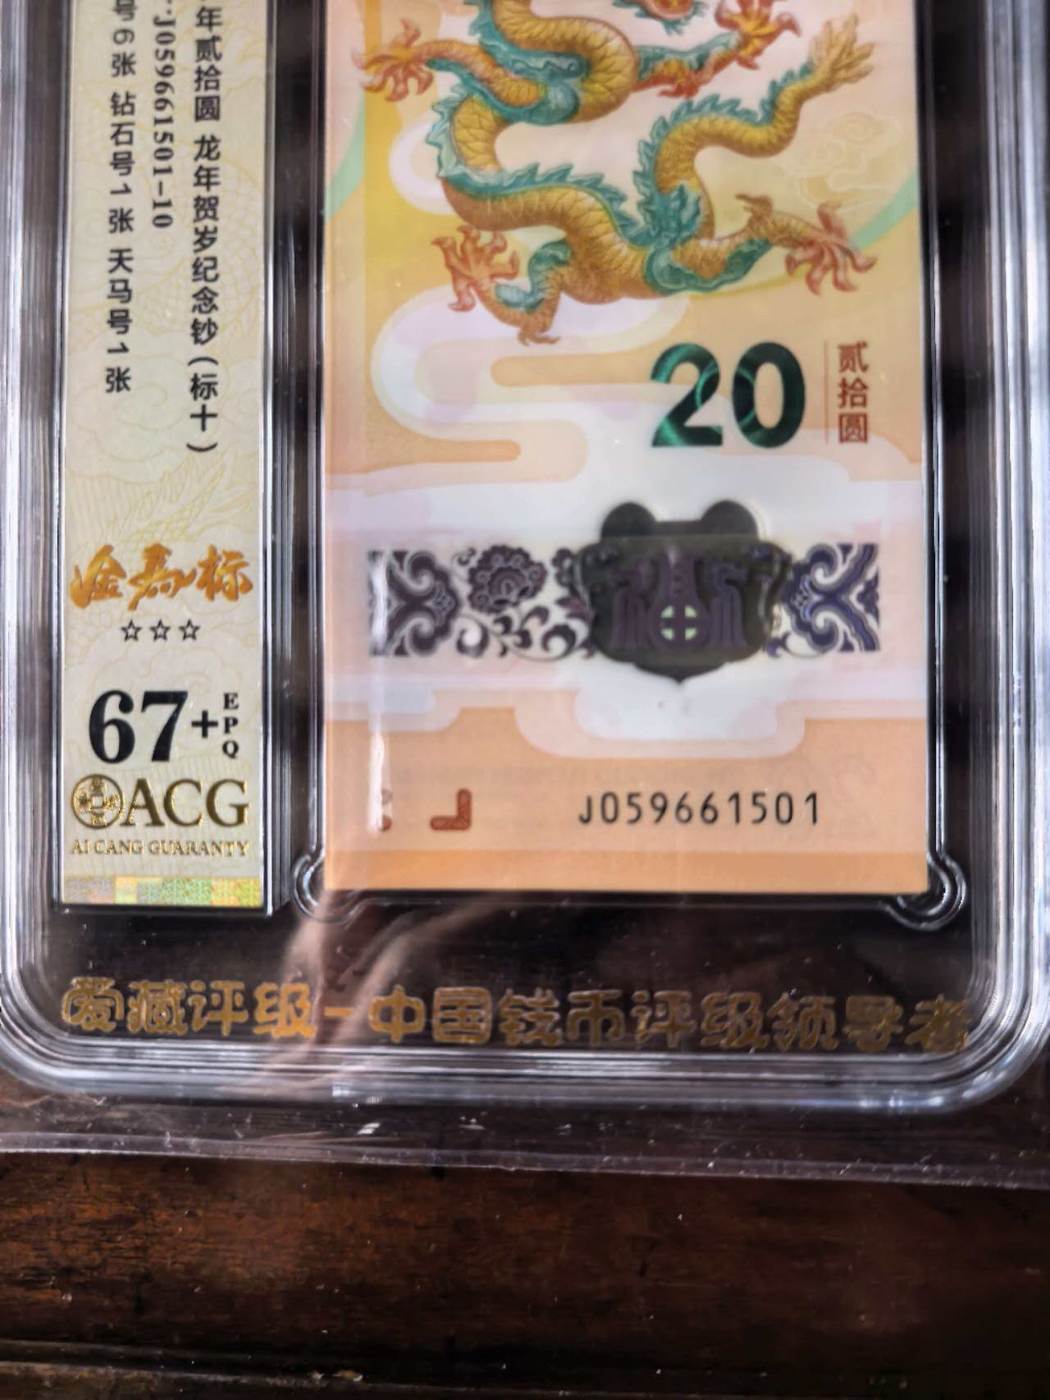 年贰拾圆 龙年贺岁纪念钞(标十)
J059661501-10
号6张 钻石号1张 天马号1张
金焘标
☆☆☆
67+EPQ
ACG
AI CANG GUARANTY
20
贰拾圆
J059661501
爱藏评级-中国钱币评级领导者